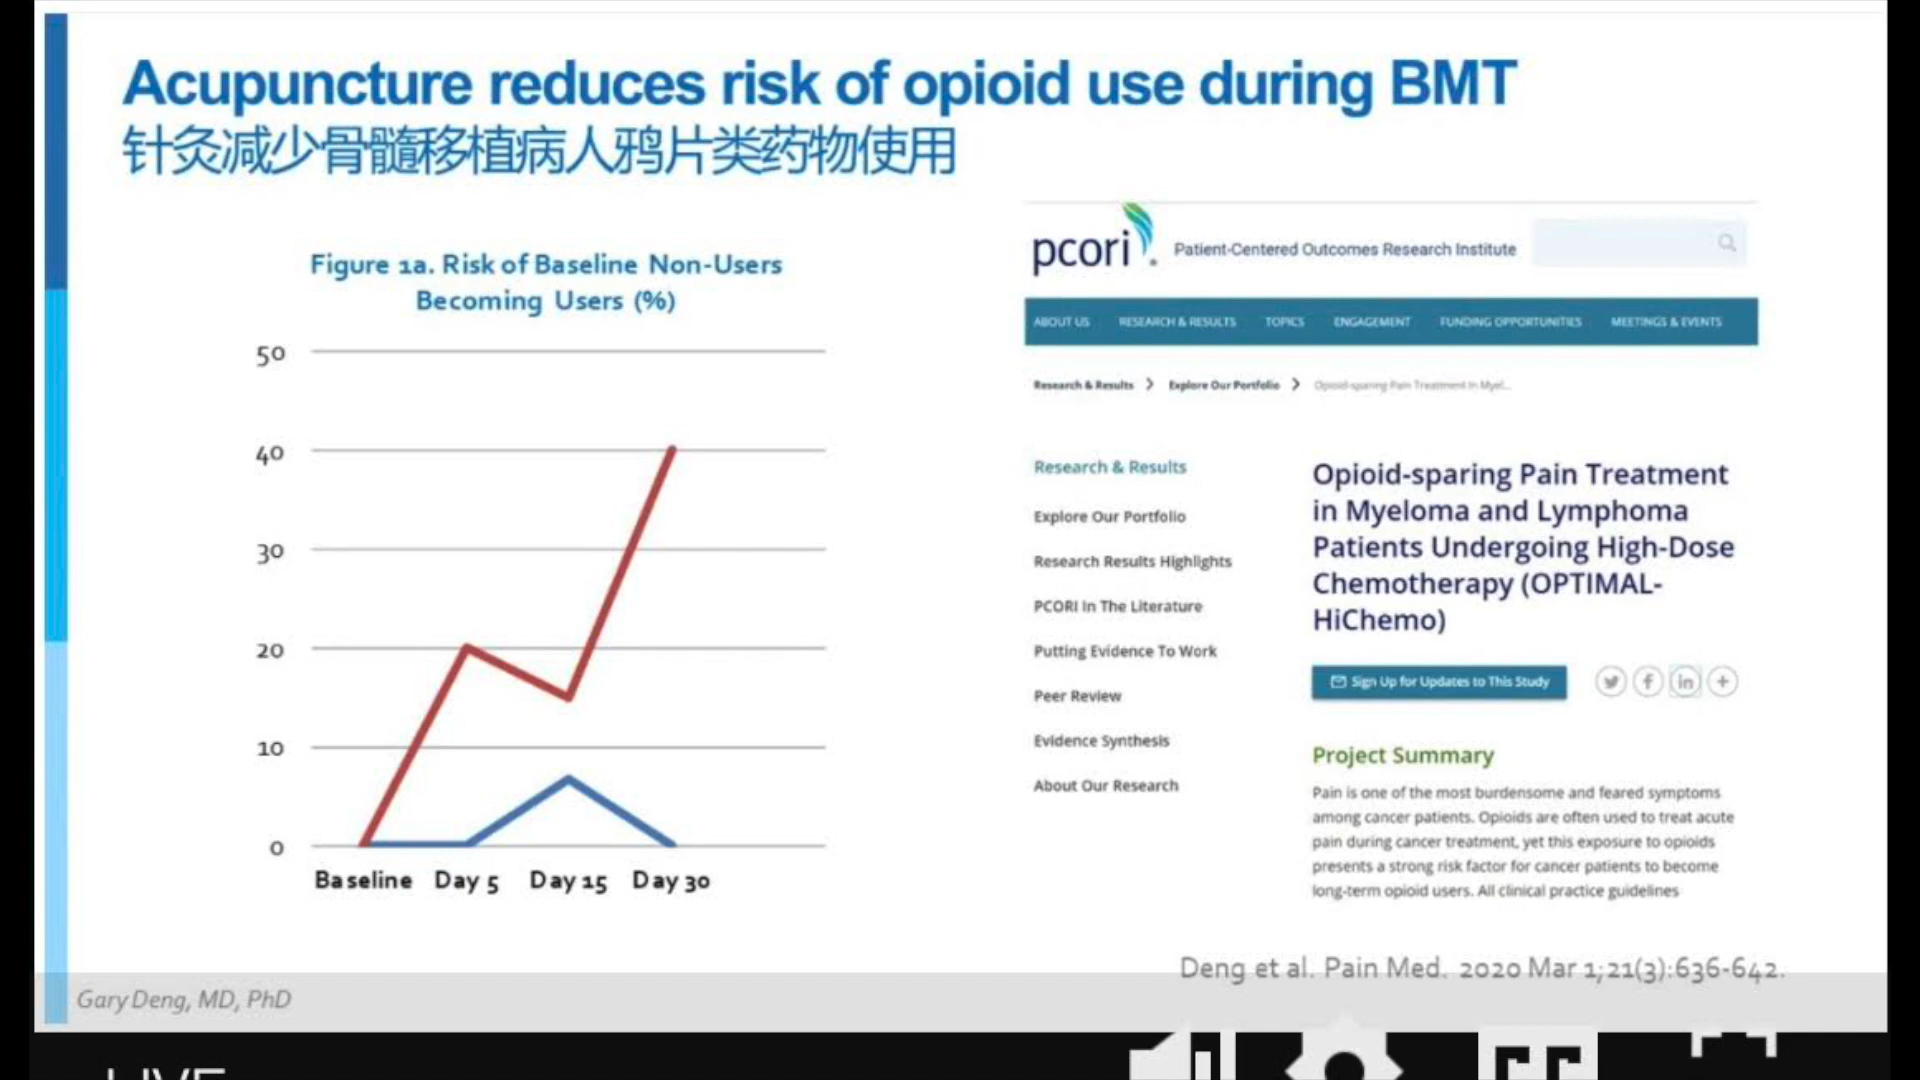 Acupuncture reduces risk of opioid use during BMT
针灸减少骨髓移植病人鸦片类药物使用
Figure 1a. Risk of Baseline Non-Users
Becoming Users (%)
50
40
30
20
10
0
Baseline Day 5 Day 15 Day 30
pcori. Patient-Centered Outcomes Research Institute
ABOUT US RESEARCH & RESULTS TOPICS ENGAGEMENT FUNDING OPPORTUNITIES MEETINGS & EVENTS
Research & Results > Explore Our Portfolio > Opioid-sparing Pain Treatment in Myel...
Research & Results
Explore Our Portfolio
Research Results Highlights
PCORI In The Literature
Putting Evidence To Work
Peer Review
Evidence Synthesis
About Our Research
Opioid-sparing Pain Treatment
in Myeloma and Lymphoma
Patients Undergoing High-Dose
Chemotherapy (OPTIMAL-
HiChemo)
Sign Up for Updates to This Study
f in +
Project Summary
Pain is one of the most burdensome and feared symptoms
among cancer patients. Opioids are often used to treat acute
pain during cancer treatment, yet this exposure to opioids
presents a strong risk factor for cancer patients to become
long-term opioid users. All clinical practice guidelines
Deng et al. Pain Med. 2020 Mar 1;21(3):636-642.
Gary Deng, MD, PhD
LIVE